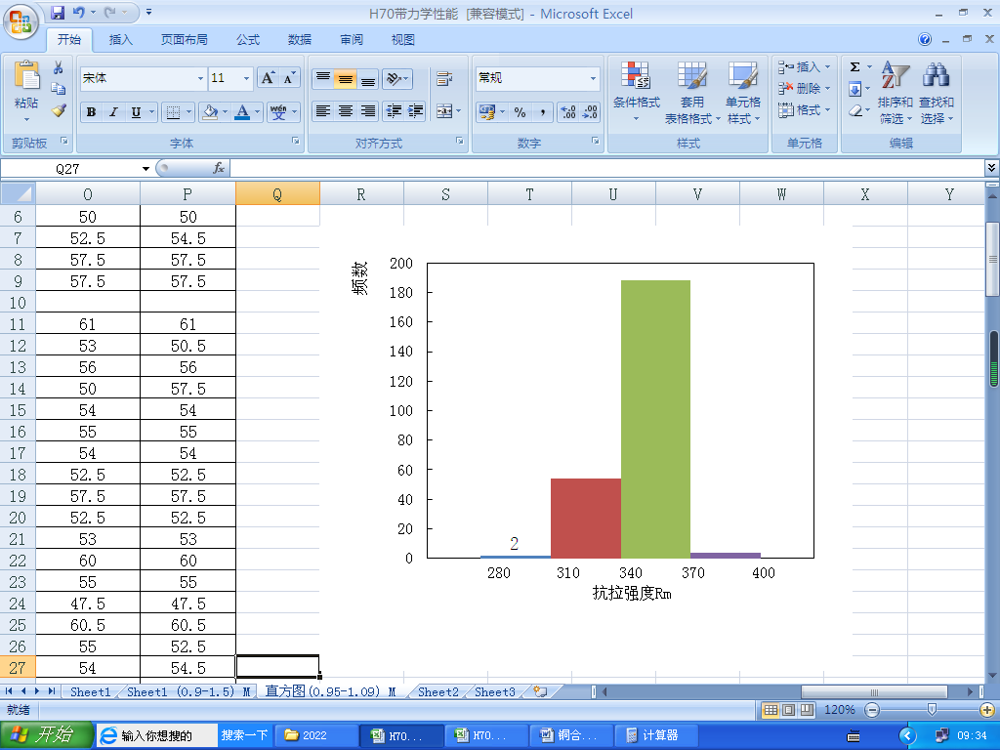 H70带力学性能 [兼容模式] - Microsoft Excel
开始 插入 页面布局 公式 数据 审阅 视图
粘贴
宋体 11
B I U
wén 文
常规
% ,
条件格式
套用
表格格式
单元格
样式
插入
删除
格式
Σ
排序和
筛选
查找和
选择
剪贴板 字体 对齐方式 数字 样式 单元格 编辑
Q27 fx
O P Q R S T U V W X Y
6 50 50
7 52.5 54.5
8 57.5 57.5
9 57.5 57.5
10
11 61 61
12 53 50.5
13 56 56
14 50 57.5
15 54 54
16 55 55
17 54 54
18 52.5 52.5
19 57.5 57.5
20 52.5 52.5
21 53 53
22 60 60
23 55 55
24 47.5 47.5
25 60.5 60.5
26 55 52.5
27 54 54.5
频数
200
180
160
140
120
100
80
60
40
20
0
2
280 310 340 370 400
抗拉强度Rm
Sheet1 Sheet1 (0.9-1.5) M 直方图(0.95-1.09) M Sheet2 Sheet3
就绪 120%
开始 输入你想搜的 搜索一下 2022 H70... H70... 铜合... 计算器 09:34